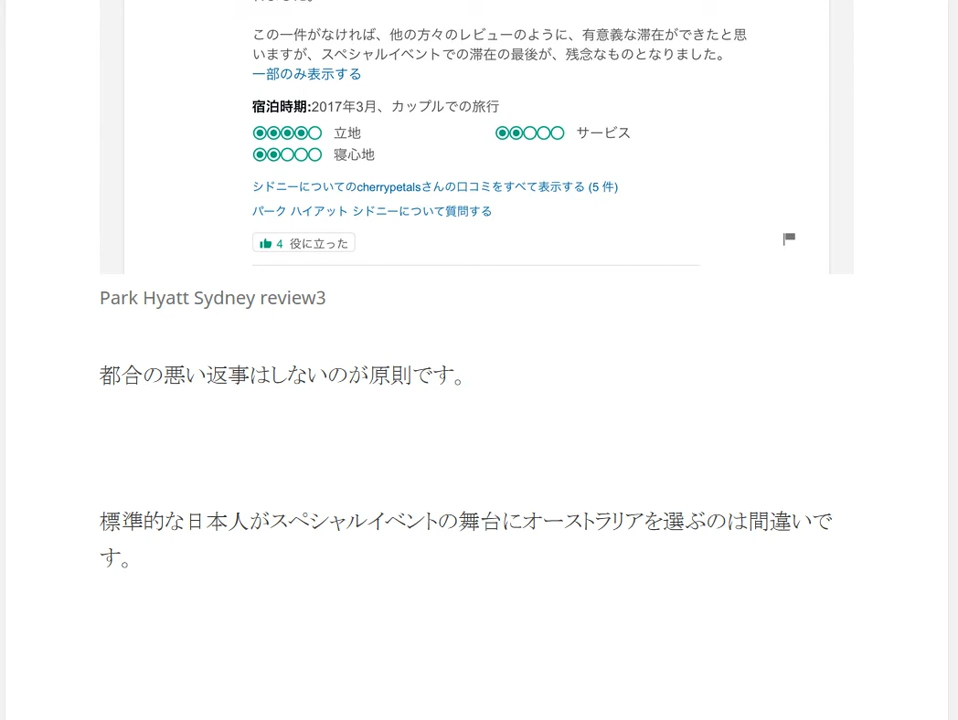 この一件がなければ、他の方々のレビューのように、有意義な滞在ができたと思
いますが、スペシャルイベントでの滞在の最後が、残念なものとなりました。
一部のみ表示する
宿泊時期:2017年3月、カップルでの旅行
立地 サービス
寝心地
シドニーについてのcherrypetalsさんの口コミをすべて表示する (5 件)
パーク ハイアット シドニーについて質問する
4 役に立った
Park Hyatt Sydney review3
都合の悪い返事はしないのが原則です。
標準的な日本人がスペシャルイベントの舞台にオーストラリアを選ぶのは間違いで
す。